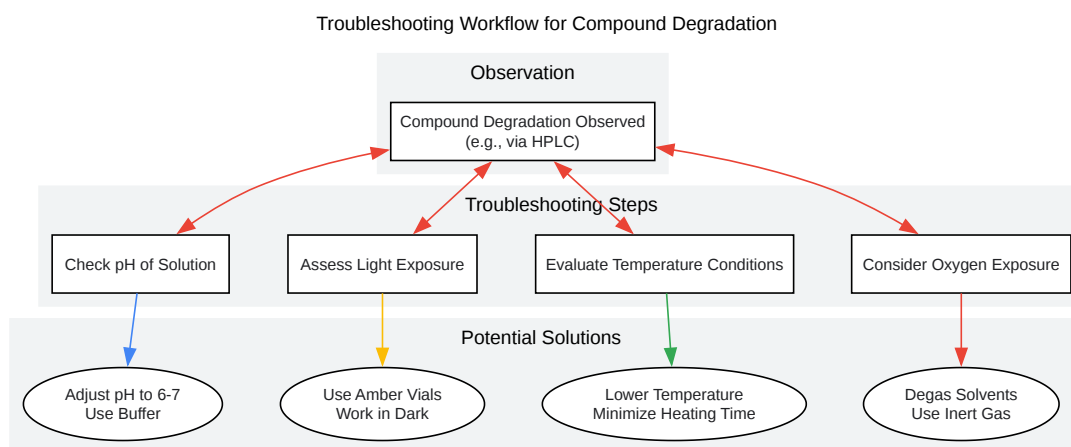 Troubleshooting Workflow for Compound Degradation
Observation
Compound Degradation Observed
(e.g., via HPLC)
Troubleshooting Steps
Check pH of Solution
Assess Light Exposure
Evaluate Temperature Conditions
Consider Oxygen Exposure
Potential Solutions
Adjust pH to 6-7
Use Buffer
Use Amber Vials
Work in Dark
Lower Temperature
Minimize Heating Time
Degas Solvents
Use Inert Gas